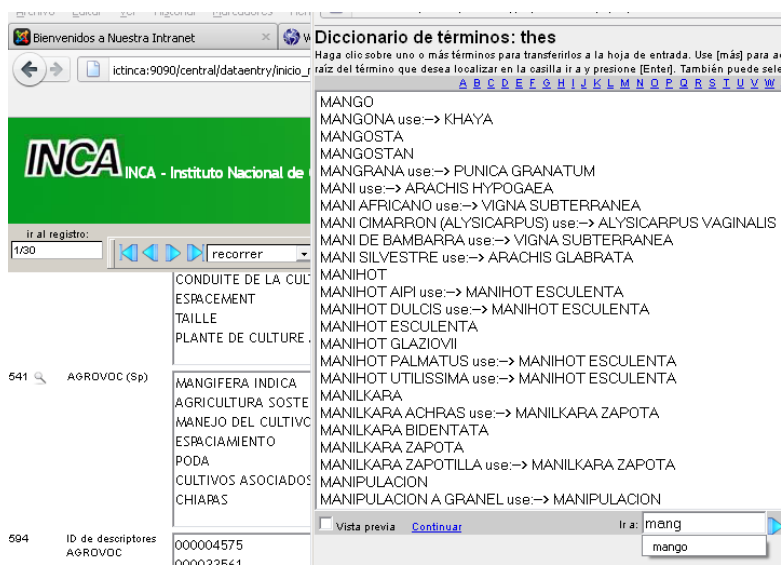 Archivo Editar Ver Historial Marcadores
Bienvenidos a Nuestra Intranet
ictinca:9090/central/dataentry/inicio_
INCA INCA - Instituto Nacional de
ir al registro:
1/30
recorrer
CONDUITE DE LA CUL
ESPACEMENT
TAILLE
PLANTE DE CULTURE
541 AGROVOC (Sp)
MANGIFERA INDICA
AGRICULTURA SOSTE
MANEJO DEL CULTIVO
ESPACIAMIENTO
PODA
CULTIVOS ASOCIADOS
CHIAPAS
594 ID de descriptores
AGROVOC
000004575
000033561
Diccionario de términos: thes
Haga clic sobre uno o más términos para transferirlos a la hoja de entrada. Use [más] para a
raíz del término que desea localizar en la casilla ir a y presione [Enter], También puede sele
A B C D E F G H I J K L M N O P Q R S T U V W
MANGO
MANGONA use:–> KHAYA
MANGOSTA
MANGOSTAN
MANGRANA use:–> PUNICA GRANATUM
MANI use:–> ARACHIS HYPOGAEA
MANI AFRICANO use:–> VIGNA SUBTERRANEA
MANI CIMARRON (ALYSICARPUS) use:–> ALYSICARPUS VAGINALIS
MANI DE BAMBARRA use:–> VIGNA SUBTERRANEA
MANI SILVESTRE use:–> ARACHIS GLABRATA
MANIHOT
MANIHOT AIPI use:–> MANIHOT ESCULENTA
MANIHOT DULCIS use:–> MANIHOT ESCULENTA
MANIHOT ESCULENTA
MANIHOT GLAZIOVII
MANIHOT PALMATUS use:–> MANIHOT ESCULENTA
MANIHOT UTILISSIMA use:–> MANIHOT ESCULENTA
MANILKARA
MANILKARA ACHRAS use:–> MANILKARA ZAPOTA
MANILKARA BIDENTATA
MANILKARA ZAPOTA
MANILKARA ZAPOTILLA use:–> MANILKARA ZAPOTA
MANIPULACION
MANIPULACION A GRANEL use:–> MANIPULACION
Vista previa Continuar Ir a: mang
mango